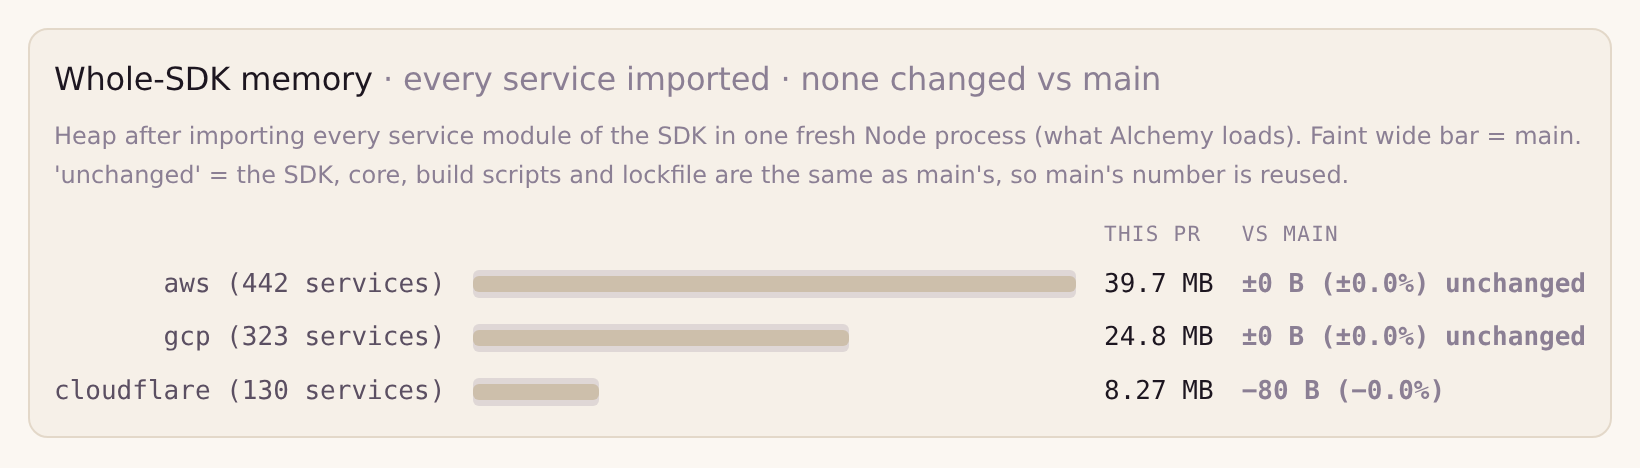 Whole-SDK memory · every service imported · none changed vs main
Heap after importing every service module of the SDK in one fresh Node process (what Alchemy loads). Faint wide bar = main.
'unchanged' = the SDK, core, build scripts and lockfile are the same as main's, so main's number is reused.
THIS PR VS MAIN
aws (442 services) 39.7 MB ±0 B (±0.0%) unchanged
gcp (323 services) 24.8 MB ±0 B (±0.0%) unchanged
cloudflare (130 services) 8.27 MB −80 B (−0.0%)